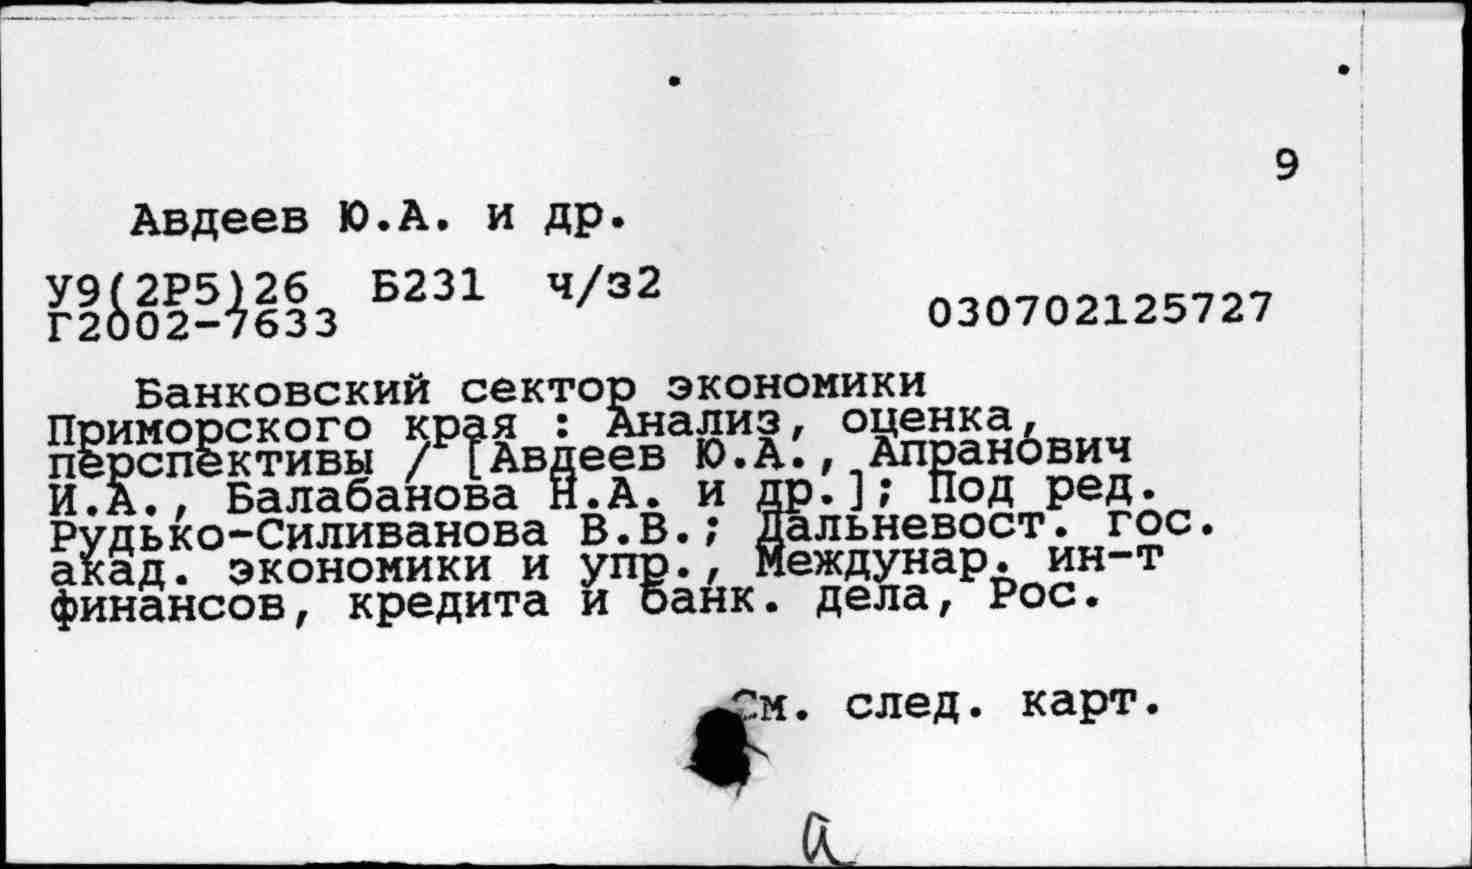 9
Авдеев Ю.А. и др.
У9(2Р5)26 Б231 ч/з2
Г2002-7633
030702125727
Банковский сектор экономики
Приморского края : Анализ, оценка,
перспективы / [Авдеев Ю.А., Апранович
И.А., Балабанова Н.А. и др.]; Под ред.
Рудько-Силиванова В.В.; Дальневост. гос.
акад. экономики и упр., Междунар. ин-т
финансов, кредита и банк. дела, Рос.
См. след. карт.